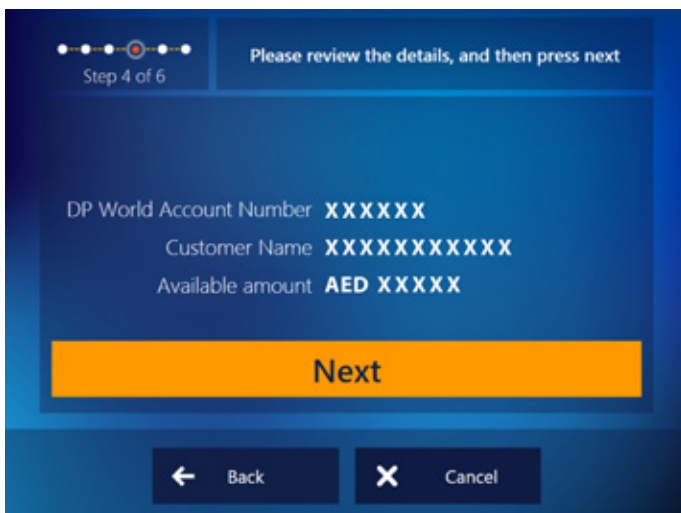 Step 4 of 6
Please review the details, and then press next
DP World Account Number XXXXXX
Customer Name XXXXXXXXXXX
Available amount AED XXXXX
Next
Back
Cancel